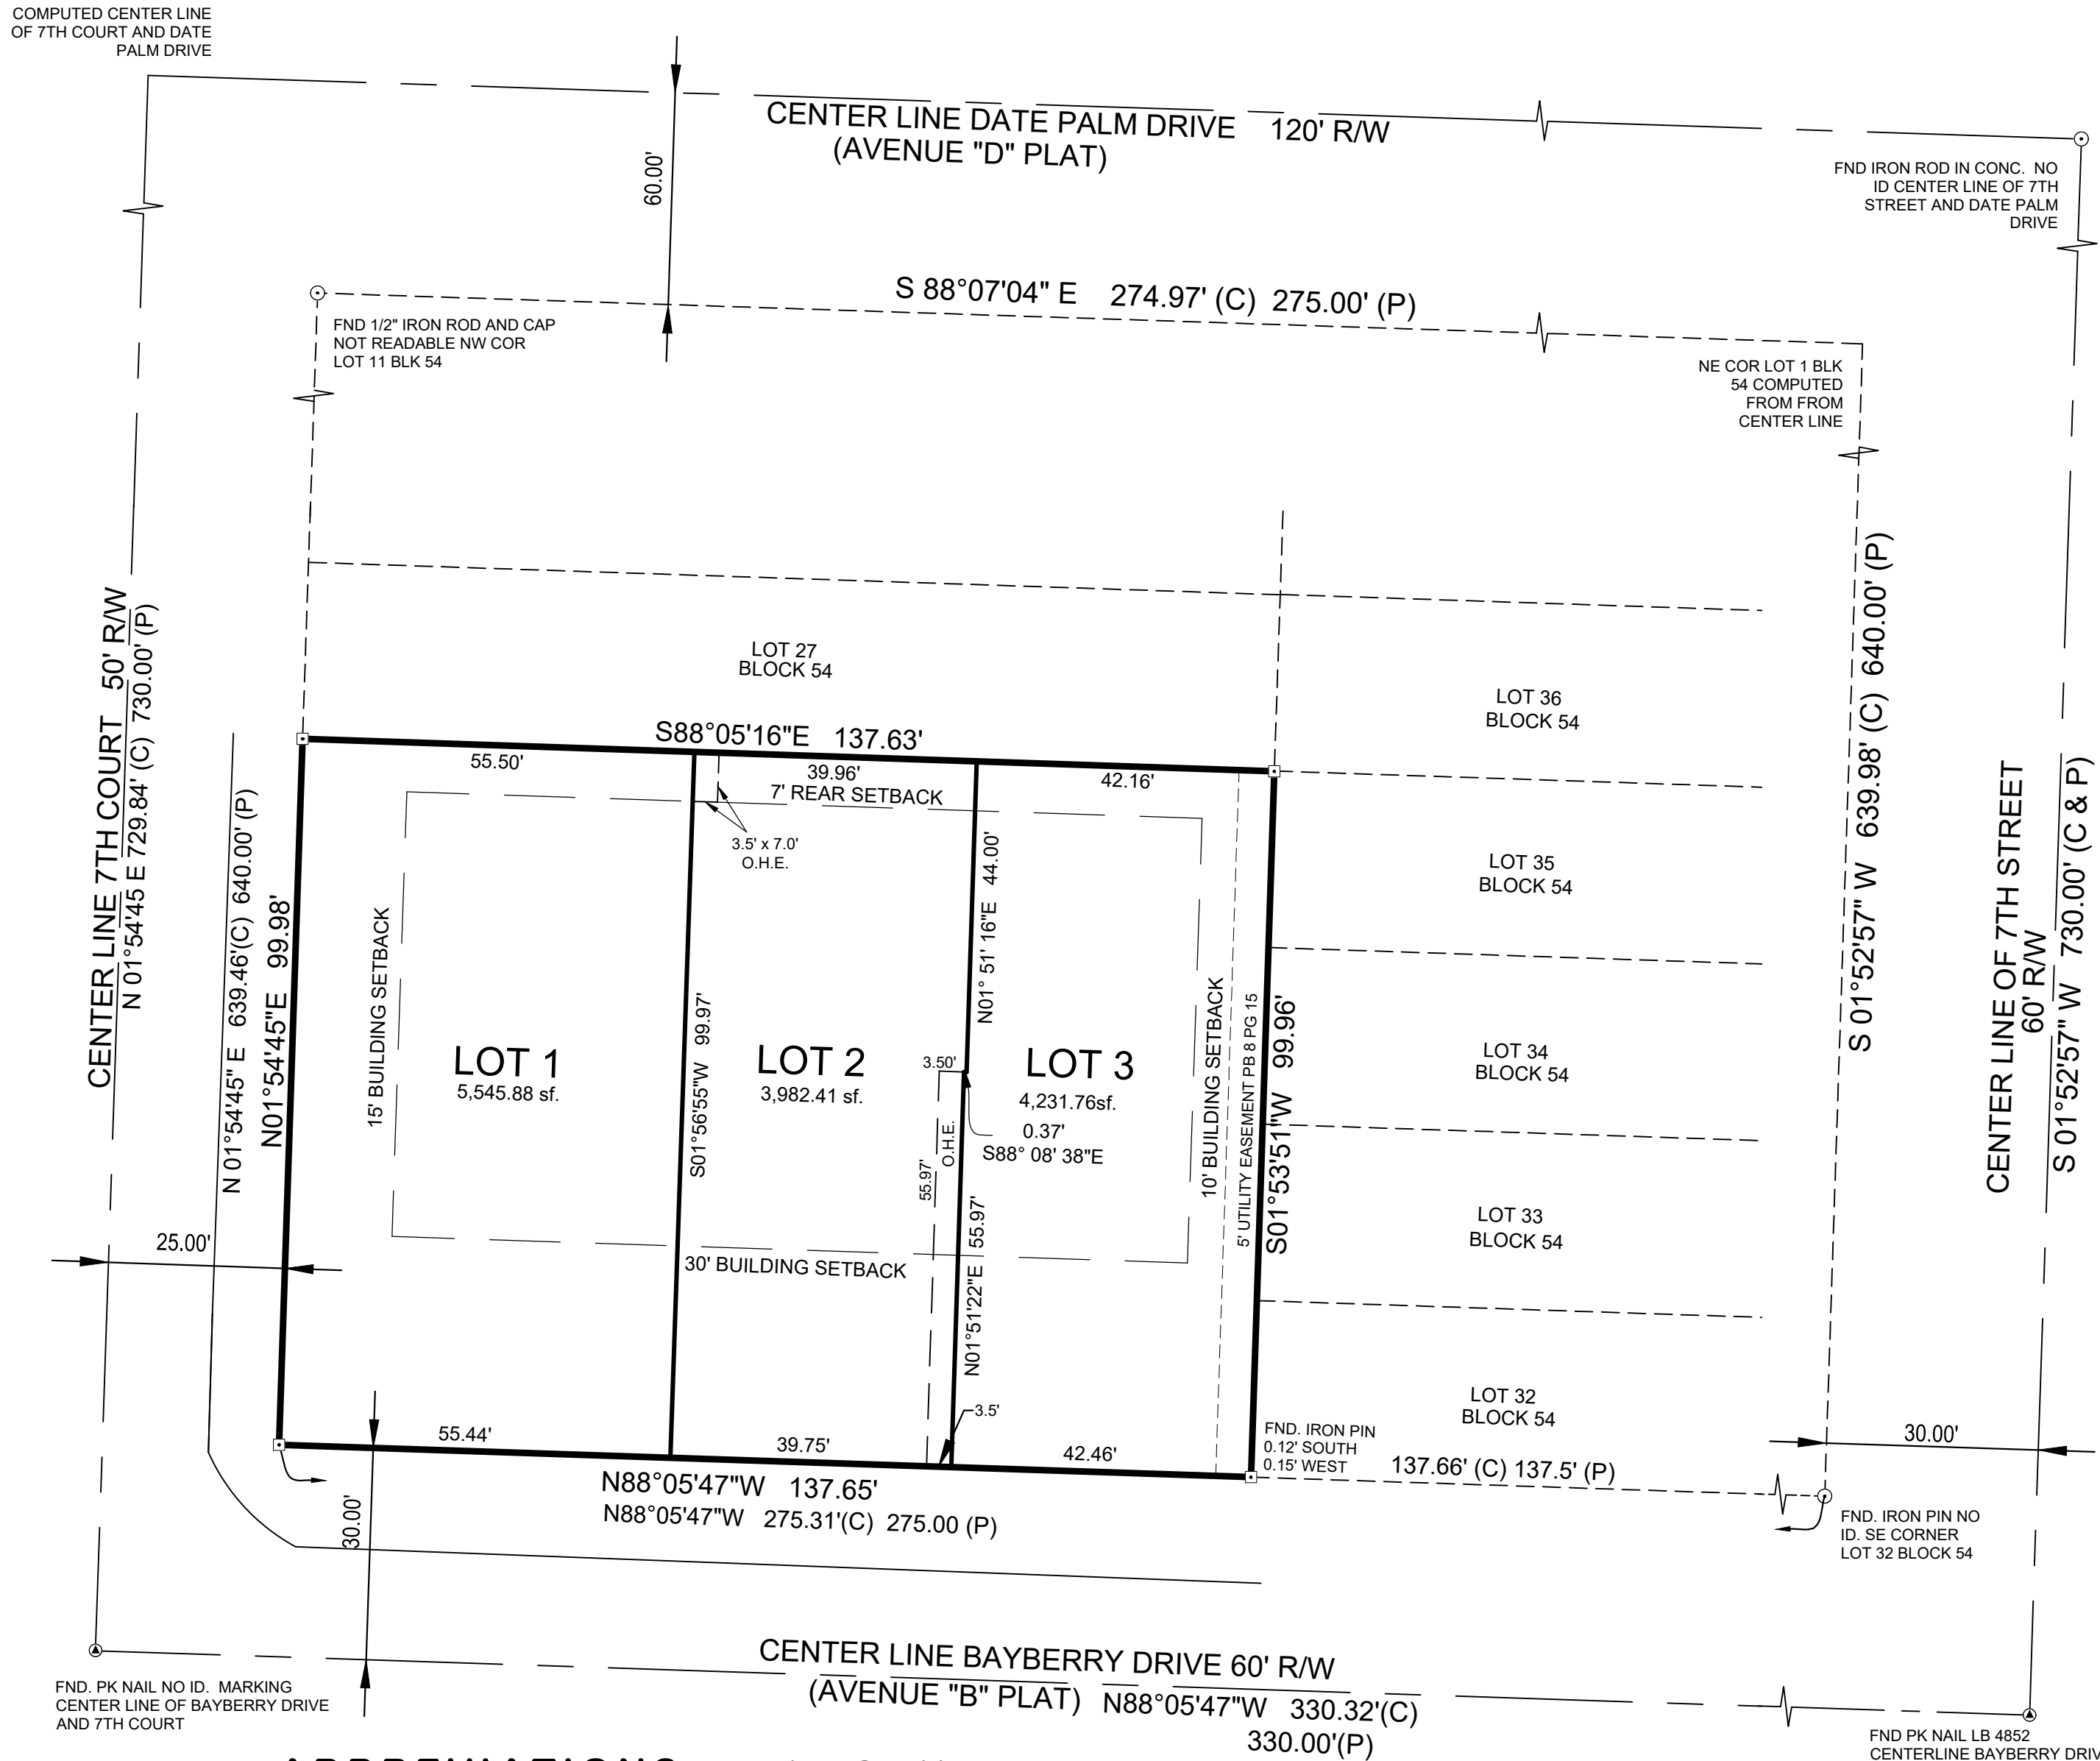 COMPUTED CENTER LINE
OF 7TH COURT AND DATE
PALM DRIVE
CENTER LINE DATE PALM DRIVE 120' R/W
(AVENUE "D" PLAT)
60.00'
FND IRON ROD IN CONC. NO
ID CENTER LINE OF 7TH
STREET AND DATE PALM
DRIVE
S 88°07'04" E 274.97' (C) 275.00' (P)
FND 1/2" IRON ROD AND CAP
NOT READABLE NW COR
LOT 11 BLK 54
NE COR LOT 1 BLK
54 COMPUTED
FROM FROM
CENTER LINE
CENTER LINE 7TH COURT 50' R/W
N 01°54'45 E 729.84' (C) 730.00' (P)
N 01°54'45" E 639.46'(C) 640.00' (P)
N01°54'45"E 99.98'
LOT 27
BLOCK 54
LOT 36
BLOCK 54
S88°05'16"E 137.63'
55.50'
39.96'
42.16'
7' REAR SETBACK
3.5' x 7.0'
O.H.E.
15' BUILDING SETBACK
LOT 1
5,545.88 sf.
S01°56'55"W 99.97'
LOT 2
3,982.41 sf.
N01° 51' 16"E 44.00'
3.50'
O.H.E.
55.97'
LOT 3
4,231.76sf.
0.37'
S88° 08' 38"E
N01°51'22"E 55.97'
10' BUILDING SETBACK
5' UTILITY EASEMENT PB 8 PG 15
S01°53'51"W 99.96'
LOT 35
BLOCK 54
LOT 34
BLOCK 54
LOT 33
BLOCK 54
LOT 32
BLOCK 54
S 01°52'57" W 639.98' (C) 640.00' (P)
CENTER LINE OF 7TH STREET
60' R/W
S 01°52'57" W 730.00' (C & P)
25.00'
30' BUILDING SETBACK
3.5'
55.44'
39.75'
42.46'
FND. IRON PIN
0.12' SOUTH
0.15' WEST
137.66' (C) 137.5' (P)
30.00'
N88°05'47"W 137.65'
N88°05'47"W 275.31'(C) 275.00 (P)
30.00'
FND. IRON PIN NO
ID. SE CORNER
LOT 32 BLOCK 54
CENTER LINE BAYBERRY DRIVE 60' R/W
(AVENUE "B" PLAT) N88°05'47"W 330.32'(C)
330.00'(P)
FND. PK NAIL NO ID. MARKING
CENTER LINE OF BAYBERRY DRIVE
AND 7TH COURT
FND PK NAIL LB 4852
CENTERLINE BAYBERRY DRIV